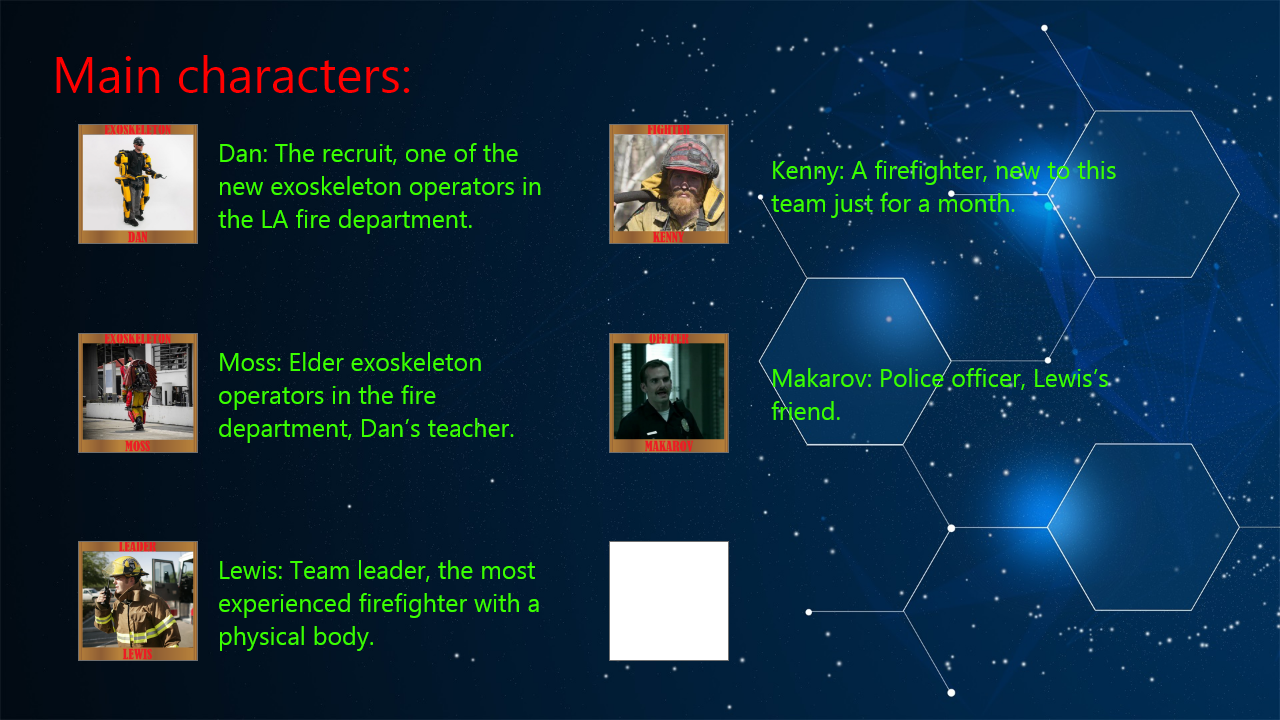 Main characters:
EXOSKELETON
DAN
Dan: The recruit, one of the
new exoskeleton operators in
the LA fire department.
FIGHTER
KENNY
Kenny: A firefighter, new to this
team just for a month.
EXOSKELETON
MOSS
Moss: Elder exoskeleton
operators in the fire
department, Dan’s teacher.
OFFICER
MAKAROV
Makarov: Police officer, Lewis’s
friend.
LEADER
LEWIS
Lewis: Team leader, the most
experienced firefighter with a
physical body.